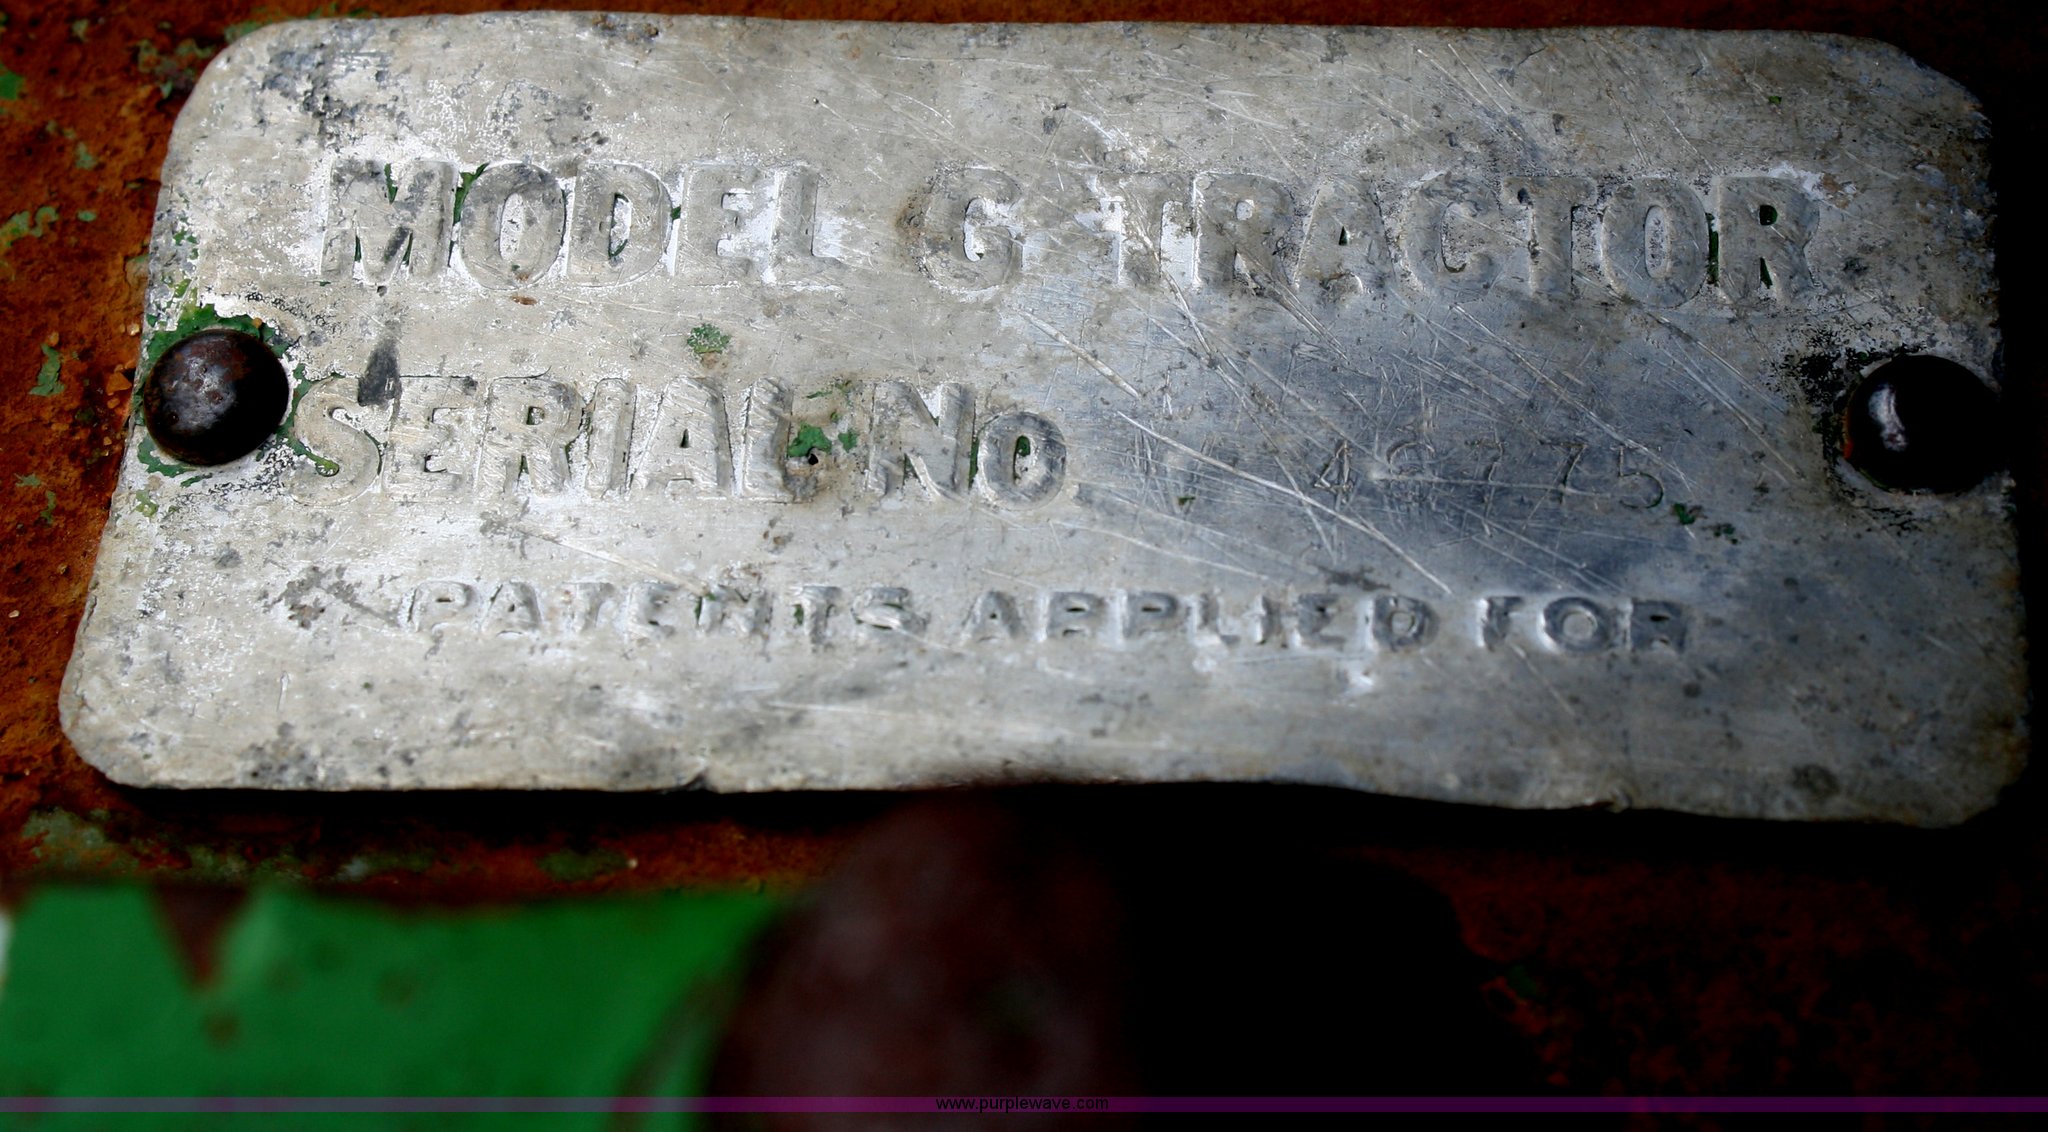 MODEL G TRACTOR
SERIAL No
PATENTS APPLIED FOR
www.purplewave.com